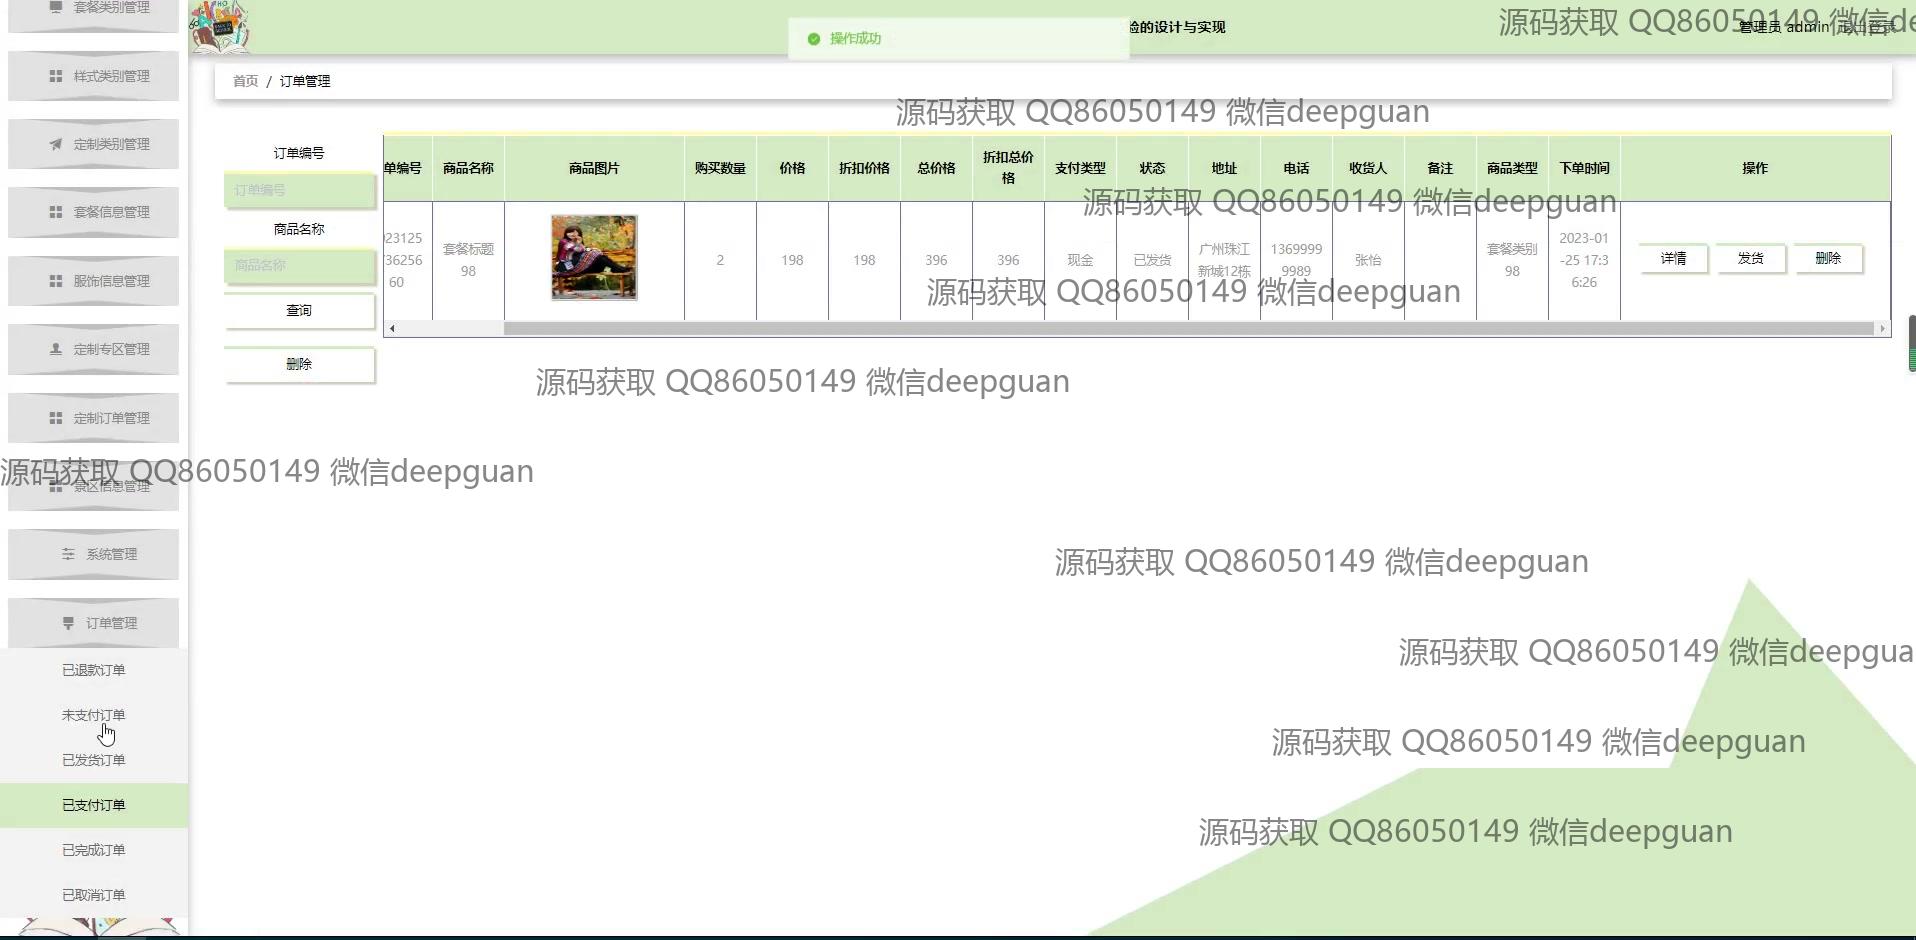 套餐类别管理
样式类别管理
定制类别管理
套餐信息管理
服饰信息管理
定制专区管理
定制订单管理
景区信息管理
系统管理
订单管理
已退款订单
未支付订单
已发货订单
已支付订单
已完成订单
已取消订单
操作成功
验的设计与实现
管理员 admin
退出登录
首页 / 订单管理
订单编号
订单编号
商品名称
商品名称
查询
删除
单编号 商品名称 商品图片 购买数量 价格 折扣价格 总价格 折扣总价格 支付类型 状态 地址 电话 收货人 备注 商品类型 下单时间 操作
23125
36256
60
套餐标题
98
2
198
198
396
396
现金
已发货
广州珠江
新城12栋
1369999
9989
张怡
套餐类别
98
2023-01
-25 17:3
6:26
详情 发货 删除
源码获取 QQ86050149 微信de
源码获取 QQ86050149 微信deepguan
源码获取 QQ86050149 微信deepguan
源码获取 QQ86050149 微信deepguan
源码获取 QQ86050149 微信deepguan
源码获取 QQ86050149 微信deepguan
源码获取 QQ86050149 微信deepguan
源码获取 QQ86050149 微信deepgua
源码获取 QQ86050149 微信deepguan
源码获取 QQ86050149 微信deepguan